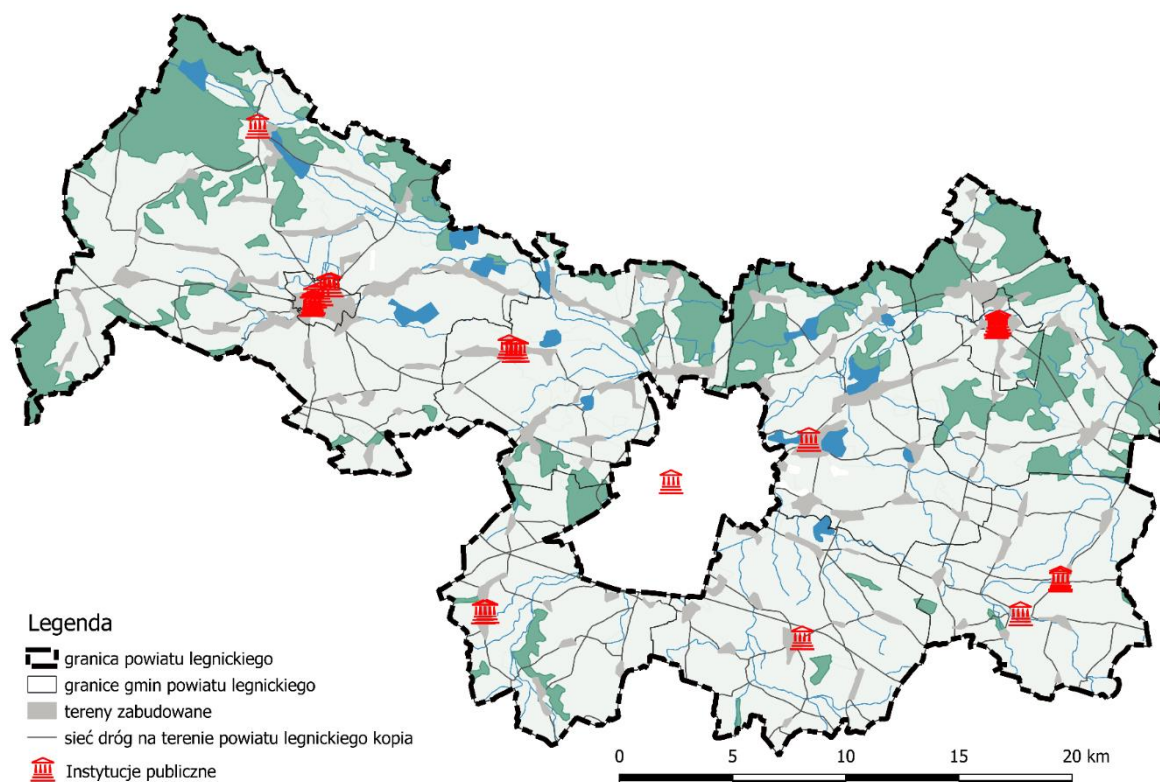 Legenda
granica powiatu legnickiego
granice gmin powiatu legnickiego
tereny zabudowane
sieć dróg na terenie powiatu legnickiego kopia
Instytucje publiczne
0 5 10 15 20 km